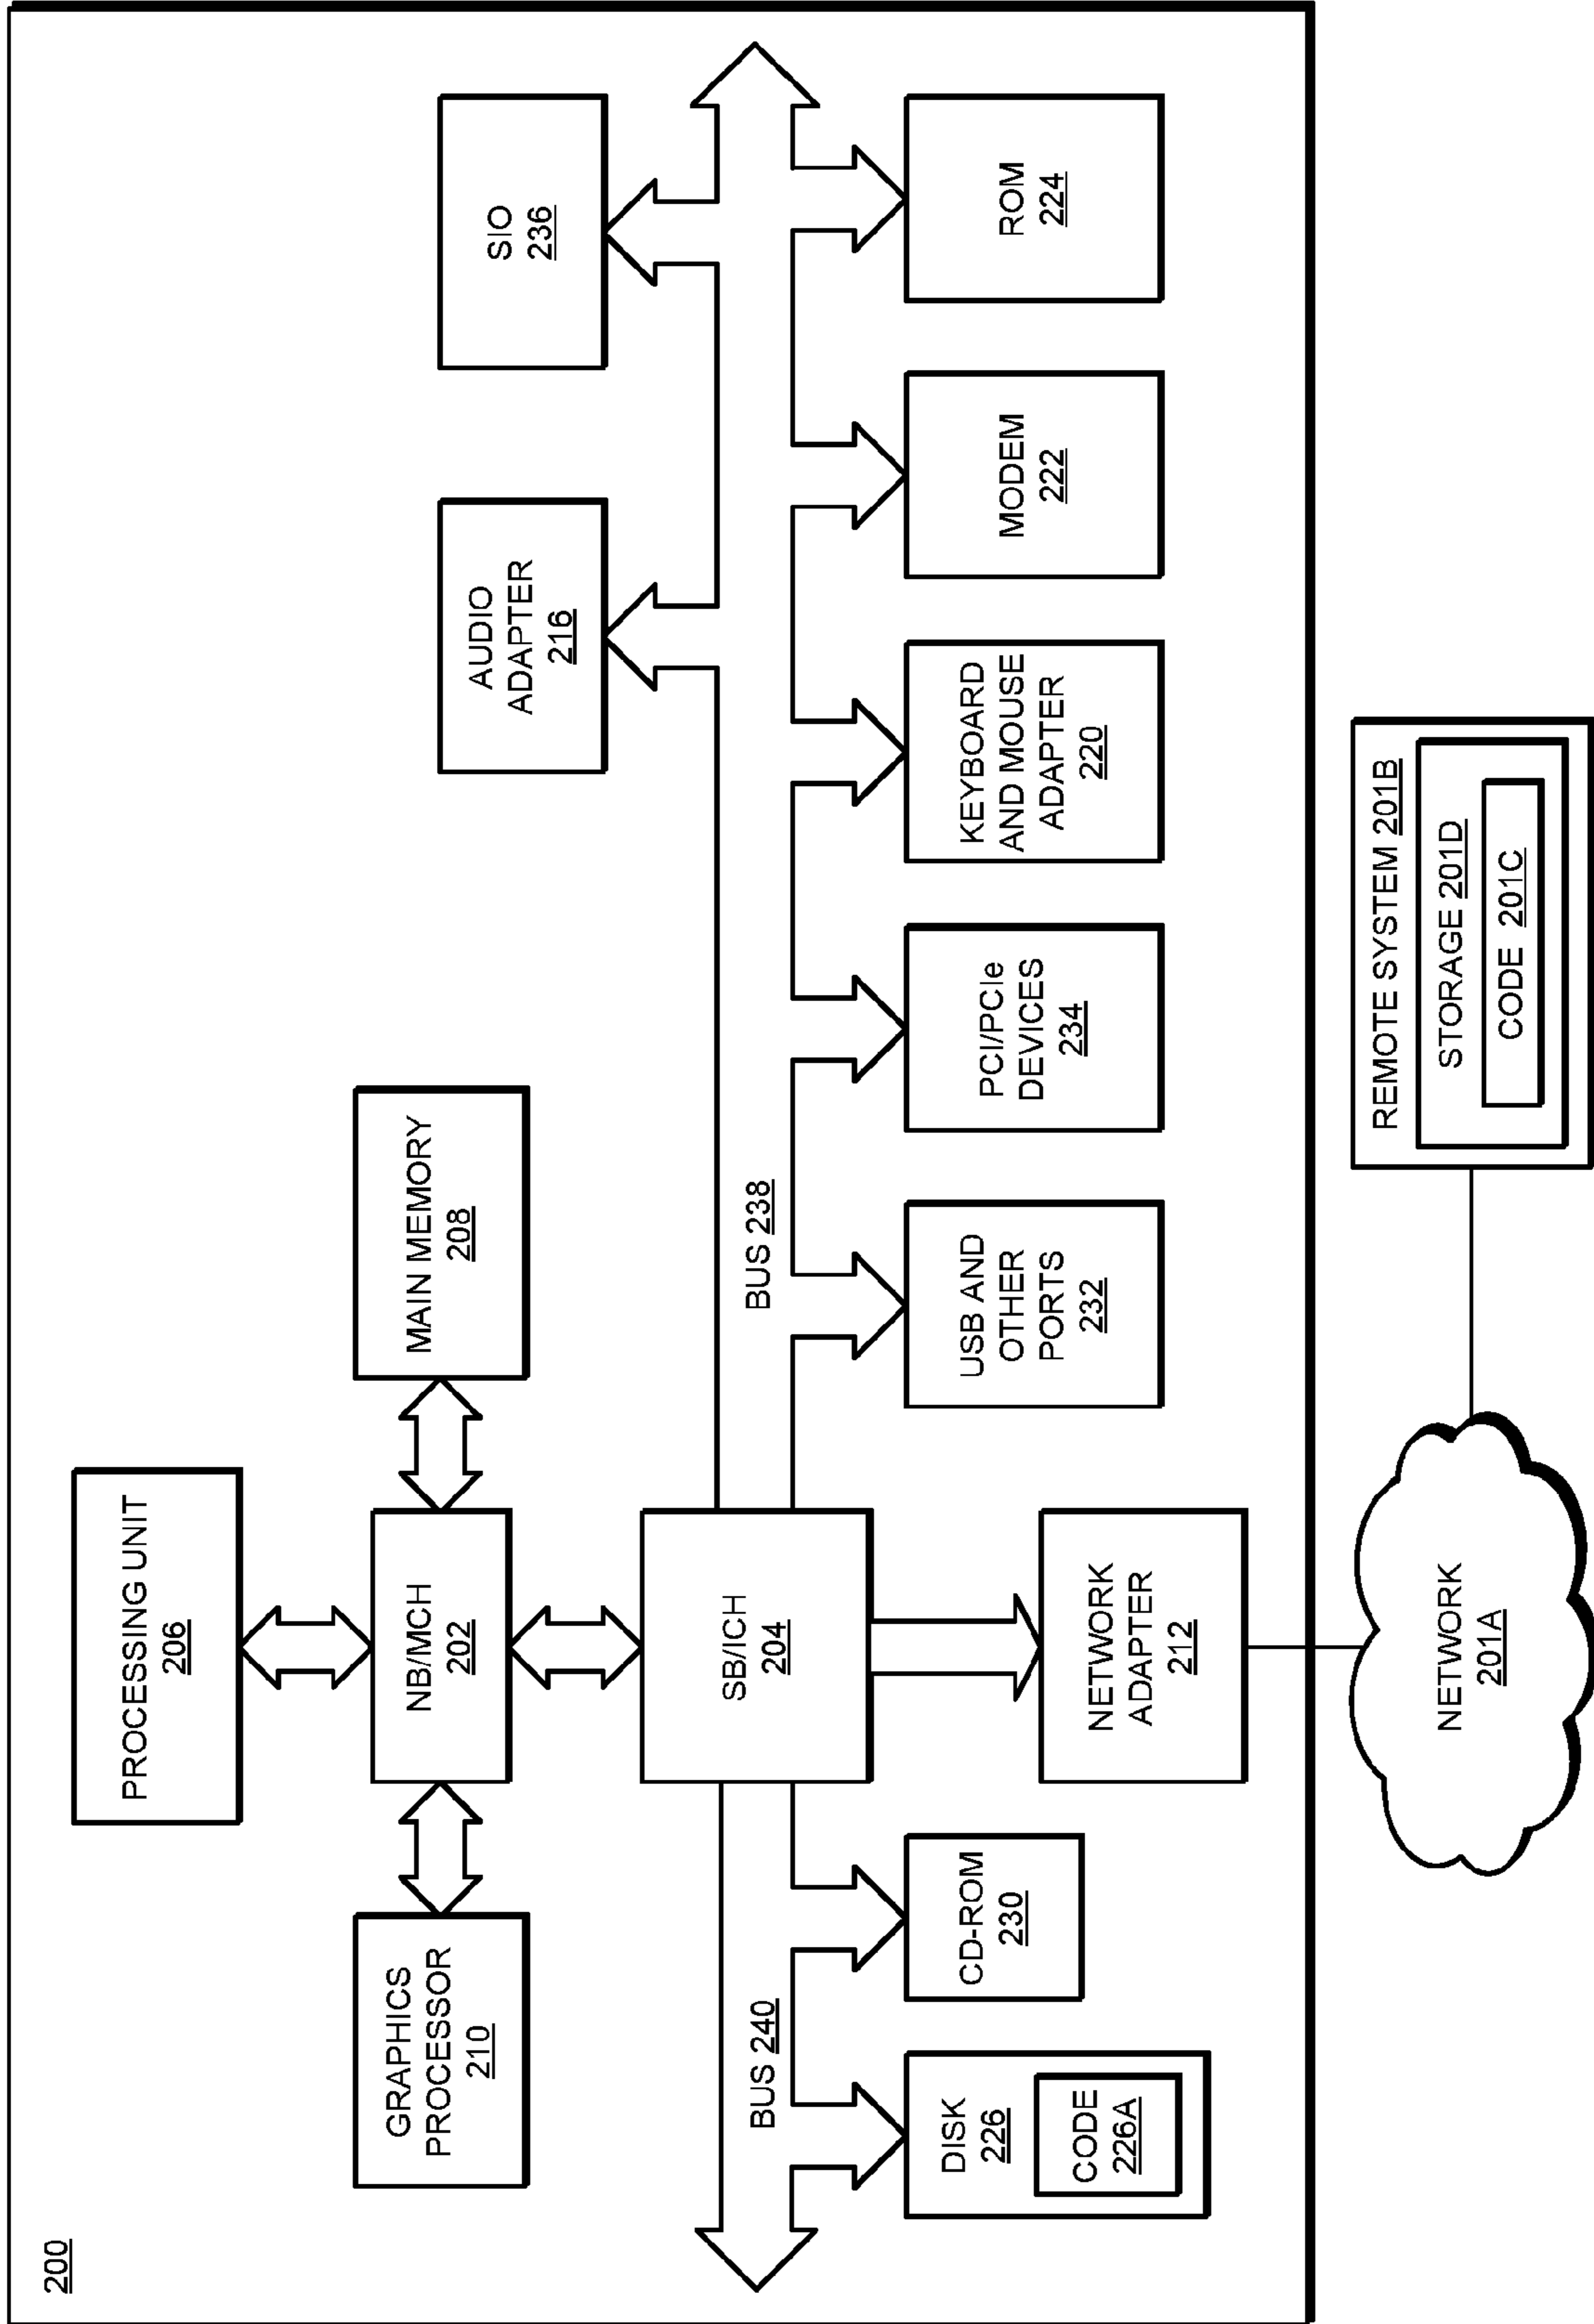 200
PROCESSING UNIT
206
GRAPHICS
PROCESSOR
210
NB/MCH
202
MAIN MEMORY
208
AUDIO
ADAPTER
216
SIO
236
SB/ICH
204
BUS 240
BUS 238
DISK
226
CODE
226A
CD-ROM
230
USB AND
OTHER
PORTS
232
PCI/PCIe
DEVICES
234
KEYBOARD
AND MOUSE
ADAPTER
220
MODEM
222
ROM
224
NETWORK
ADAPTER
212
NETWORK
201A
REMOTE SYSTEM 201B
STORAGE 201D
CODE 201C